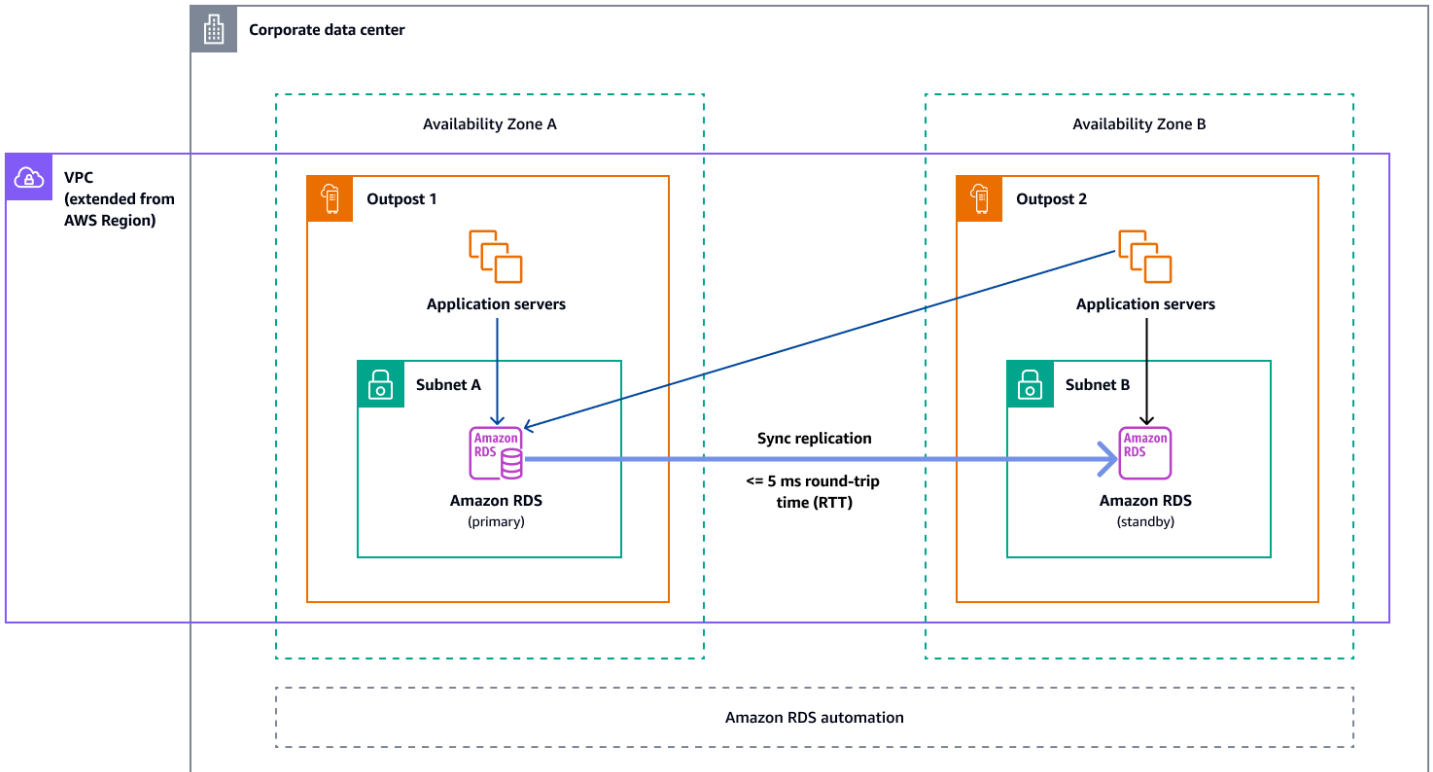 Corporate data center
Availability Zone A
Availability Zone B
VPC
(extended from
AWS Region)
Outpost 1
Outpost 2
Application servers
Application servers
Subnet A
Subnet B
Amazon
RDS
Sync replication
Amazon
RDS
<= 5 ms round-trip
time (RTT)
Amazon RDS
(primary)
Amazon RDS
(standby)
Amazon RDS automation